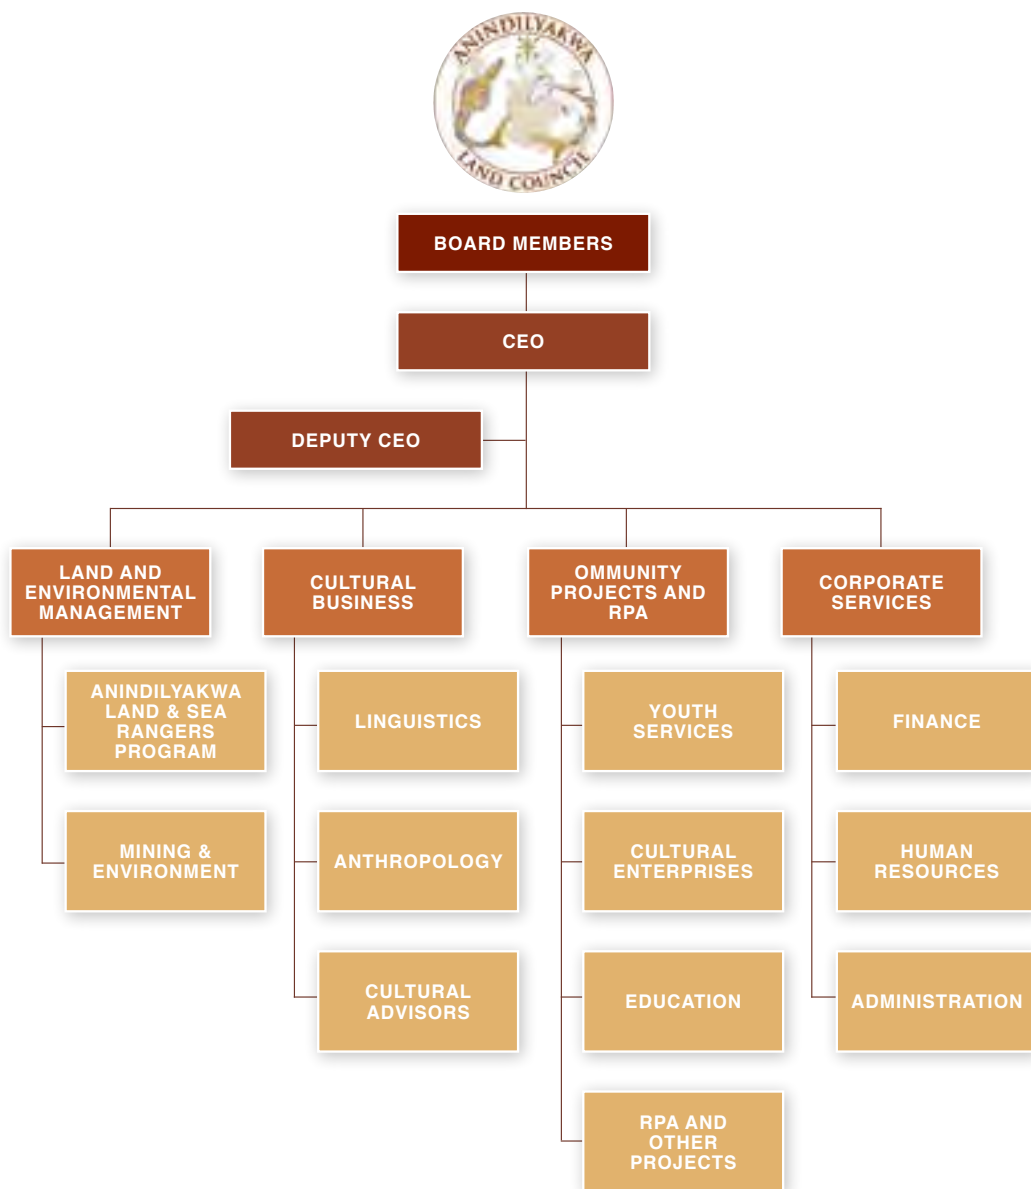 ANINDILYAKWA
LAND COUNCIL
BOARD MEMBERS
CEO
DEPUTY CEO
LAND AND
ENVIRONMENTAL
MANAGEMENT
CULTURAL
BUSINESS
OMMUNITY
PROJECTS AND
RPA
CORPORATE
SERVICES
ANINDILYAKWA
LAND & SEA
RANGERS
PROGRAM
LINGUISTICS
YOUTH
SERVICES
FINANCE
MINING &
ENVIRONMENT
ANTHROPOLOGY
CULTURAL
ENTERPRISES
HUMAN
RESOURCES
CULTURAL
ADVISORS
EDUCATION
ADMINISTRATION
RPA AND
OTHER
PROJECTS